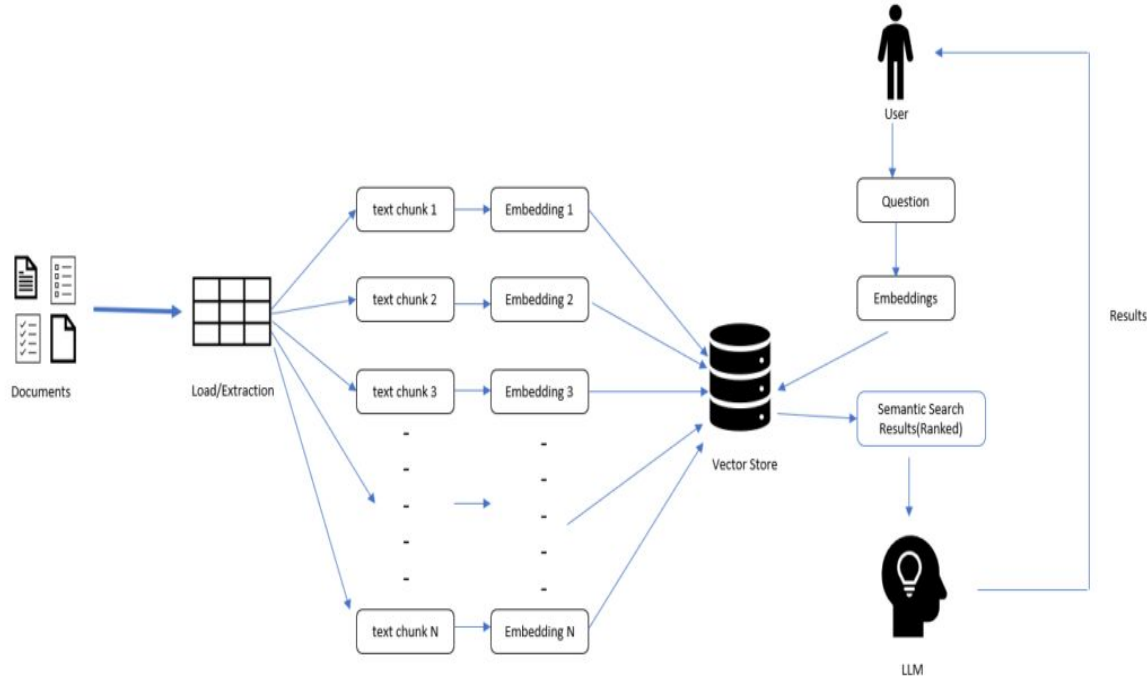 User
Question
Embeddings
Results
text chunk 1
Embedding 1
text chunk 2
Embedding 2
text chunk 3
Embedding 3
text chunk N
Embedding N
Documents
Load/Extraction
Vector Store
Semantic Search
Results(Ranked)
LLM